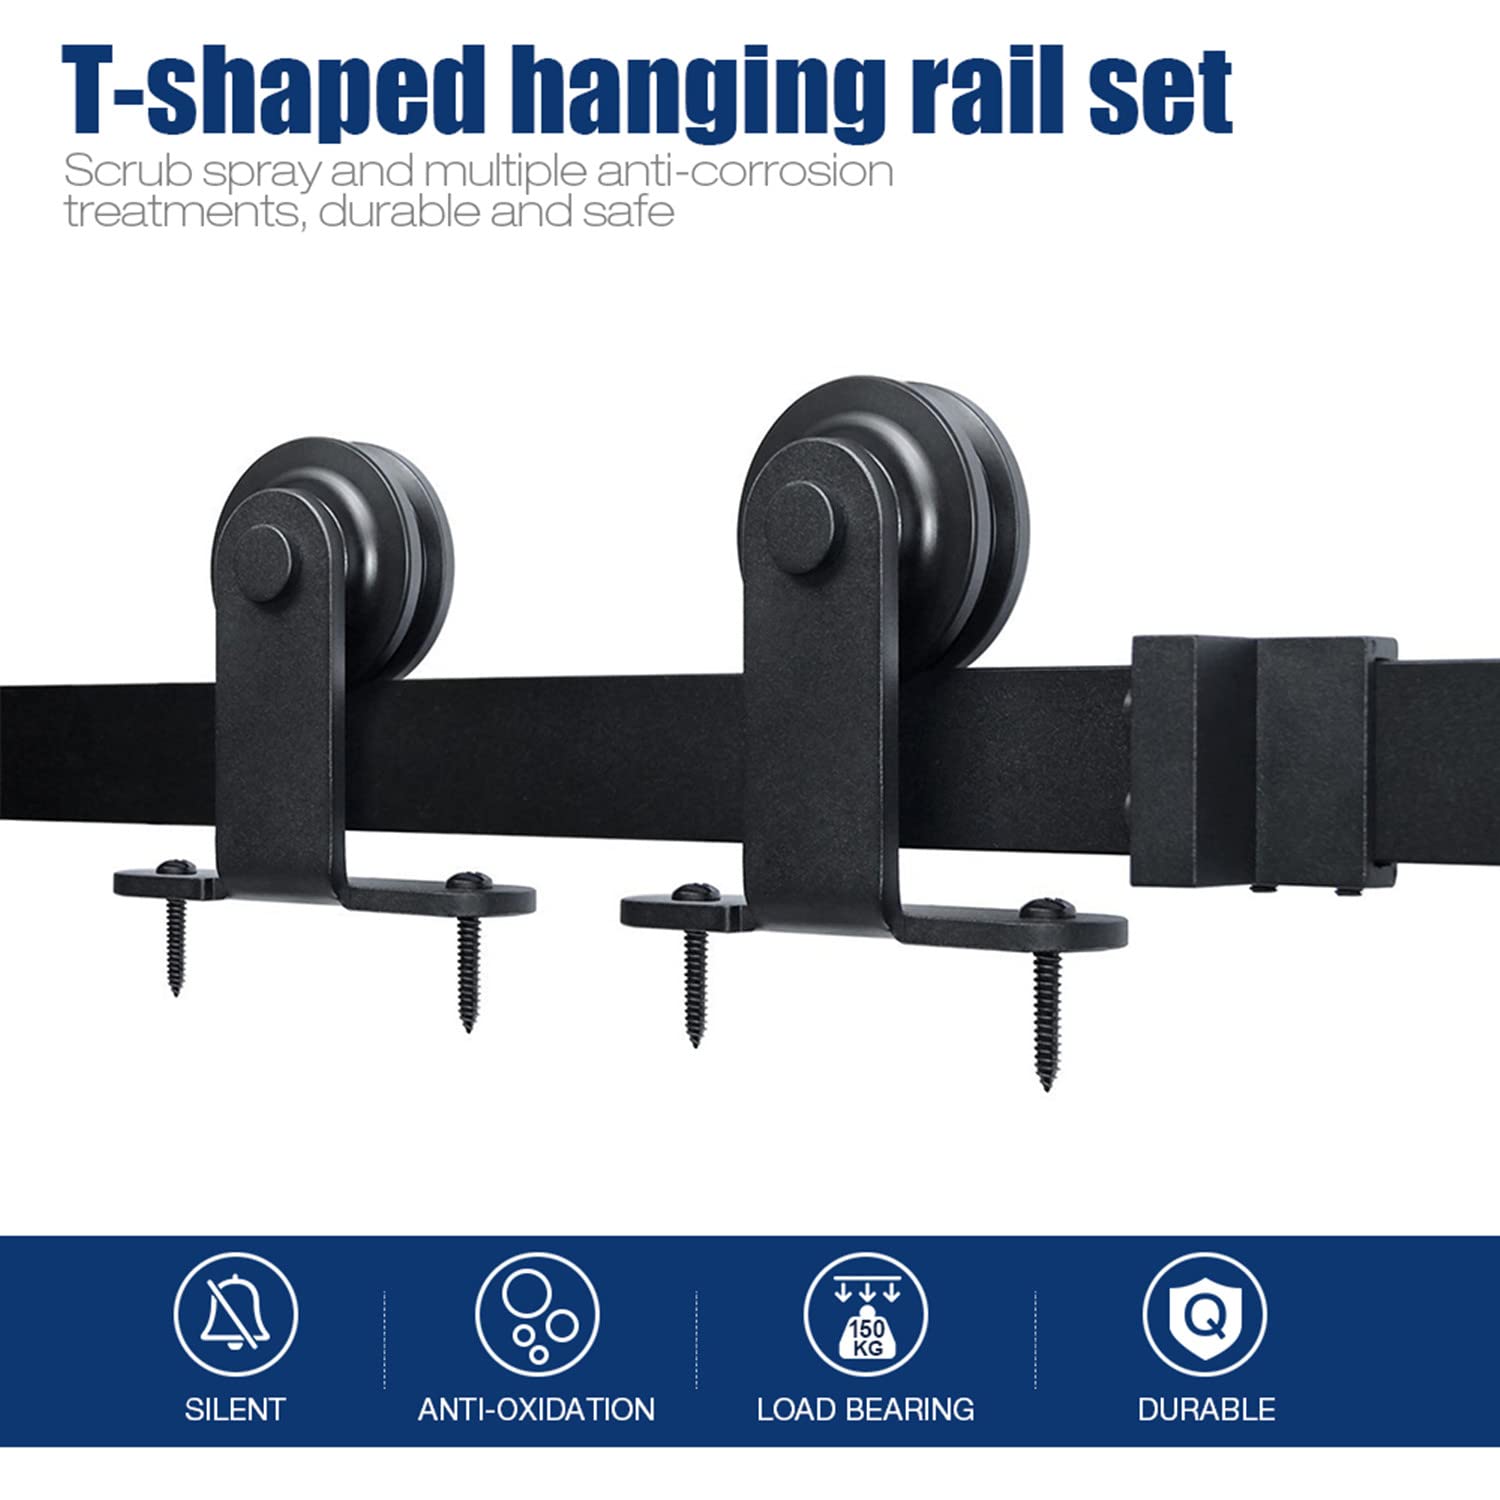 T-shaped hanging rail set
Scrub spray and multiple anti-corrosion
treatments, durable and safe
150
KG
Q
SILENT
ANTI-OXIDATION
LOAD BEARING
DURABLE